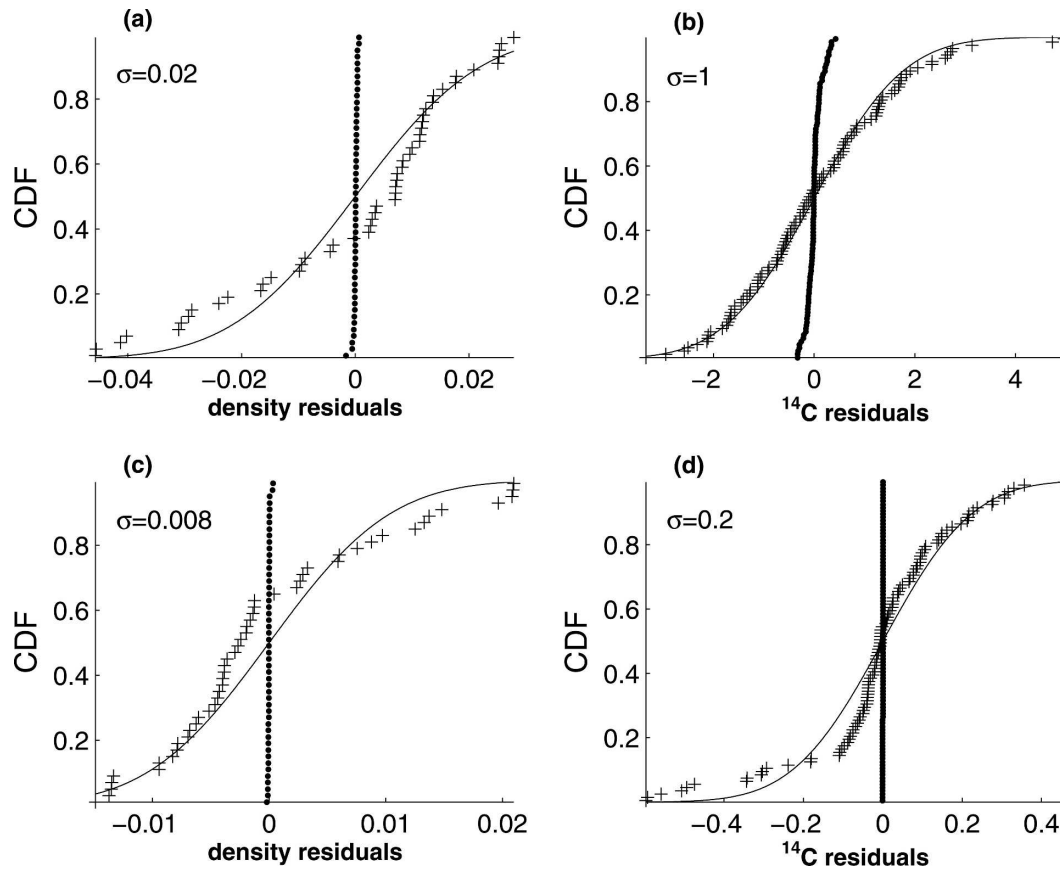 (a)
σ=0.02
CDF
0.8
0.6
0.4
0.2
−0.04 −0.02 0 0.02
density residuals
(b)
σ=1
CDF
0.8
0.6
0.4
0.2
−2 0 2 4
¹⁴C residuals
(c)
σ=0.008
CDF
0.8
0.6
0.4
0.2
−0.01 0 0.01 0.02
density residuals
(d)
σ=0.2
CDF
0.8
0.6
0.4
0.2
−0.4 −0.2 0 0.2 0.4
¹⁴C residuals